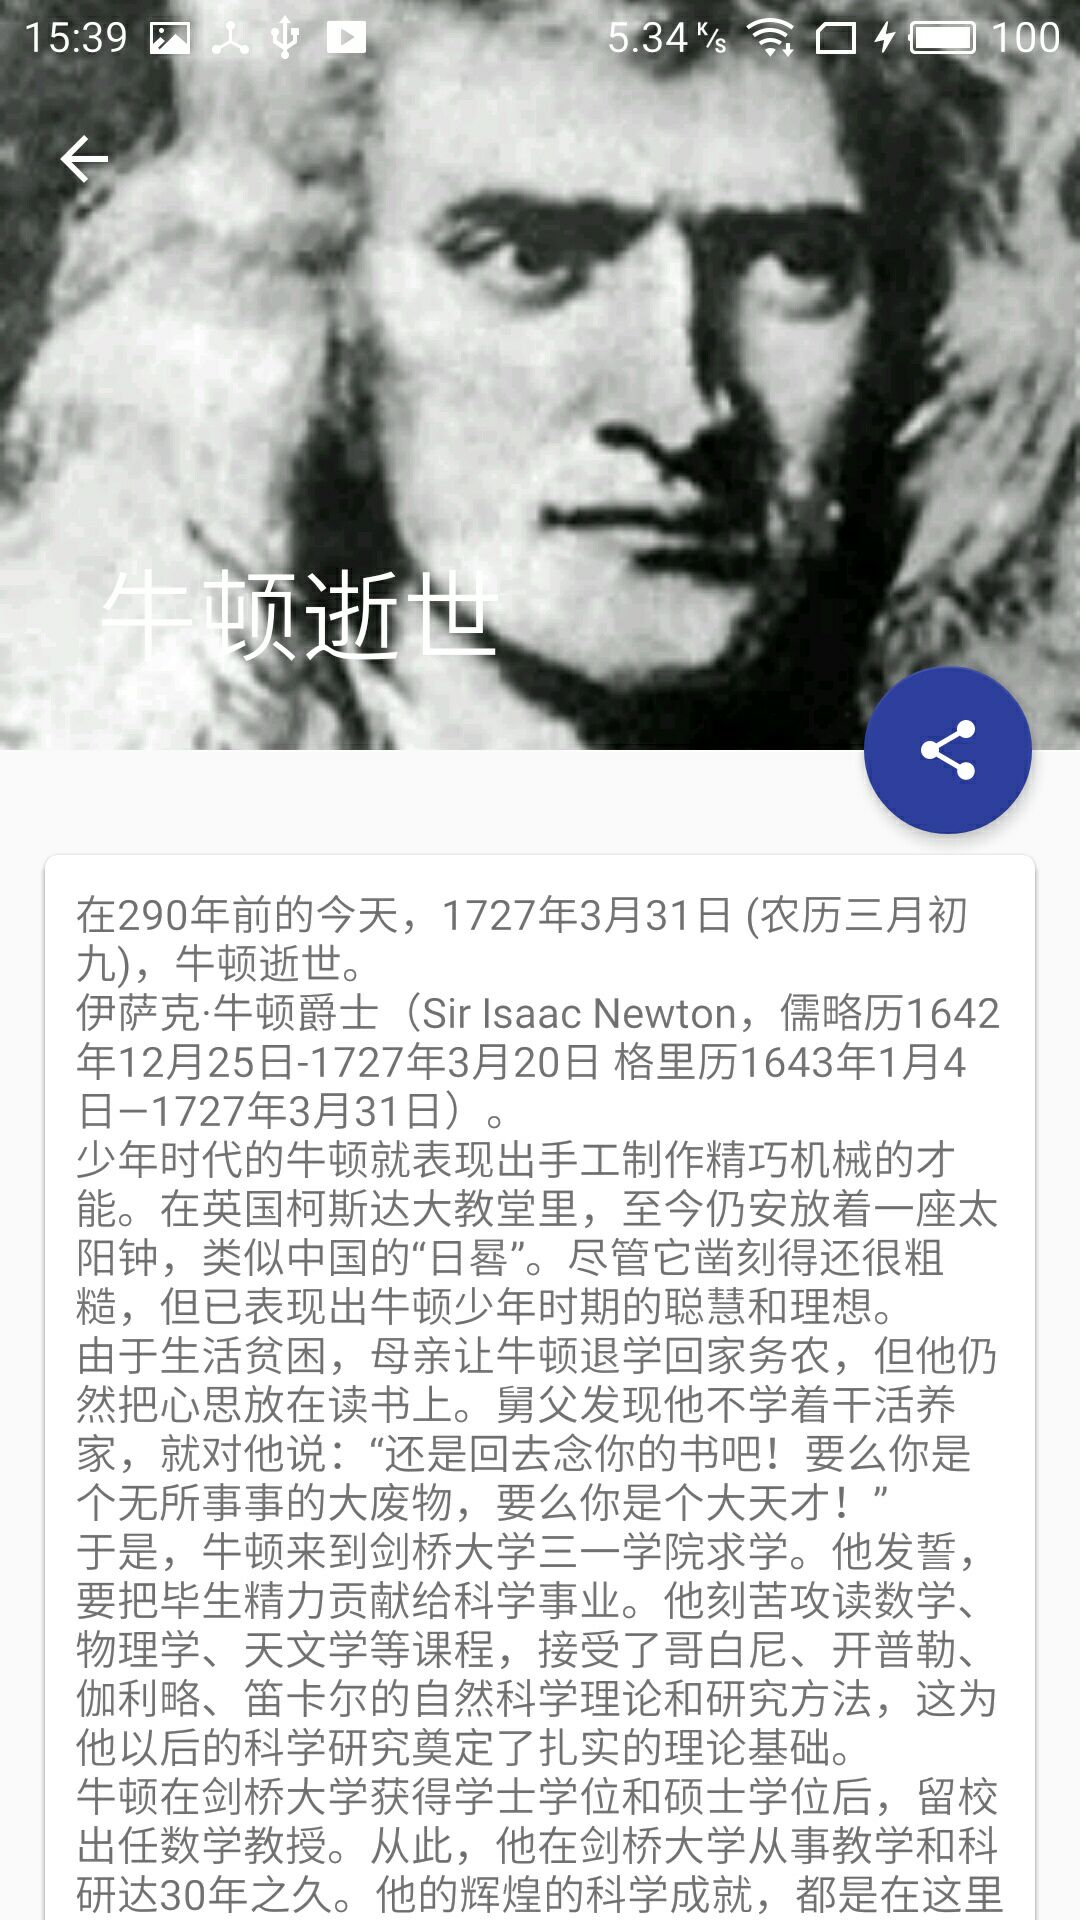 15:39 5.34 K/s 100
牛顿逝世
在290年前的今天，1727年3月31日 (农历三月初
九)，牛顿逝世。
伊萨克·牛顿爵士（Sir Isaac Newton，儒略历1642
年12月25日-1727年3月20日 格里历1643年1月4
日—1727年3月31日）。
少年时代的牛顿就表现出手工制作精巧机械的才
能。在英国柯斯达大教堂里，至今仍安放着一座太
阳钟，类似中国的“日晷”。尽管它凿刻得还很粗
糙，但已表现出牛顿少年时期的聪慧和理想。
由于生活贫困，母亲让牛顿退学回家务农，但他仍
然把心思放在读书上。舅父发现他不学着干活养
家，就对他说：“还是回去念你的书吧！要么你是
个无所事事的大废物，要么你是个大天才！”
于是，牛顿来到剑桥大学三一学院求学。他发誓，
要把毕生精力贡献给科学事业。他刻苦攻读数学、
物理学、天文学等课程，接受了哥白尼、开普勒、
伽利略、笛卡尔的自然科学理论和研究方法，这为
他以后的科学研究奠定了扎实的理论基础。
牛顿在剑桥大学获得学士学位和硕士学位后，留校
出任数学教授。从此，他在剑桥大学从事教学和科
研达30年之久。他的辉煌的科学成就，都是在这里